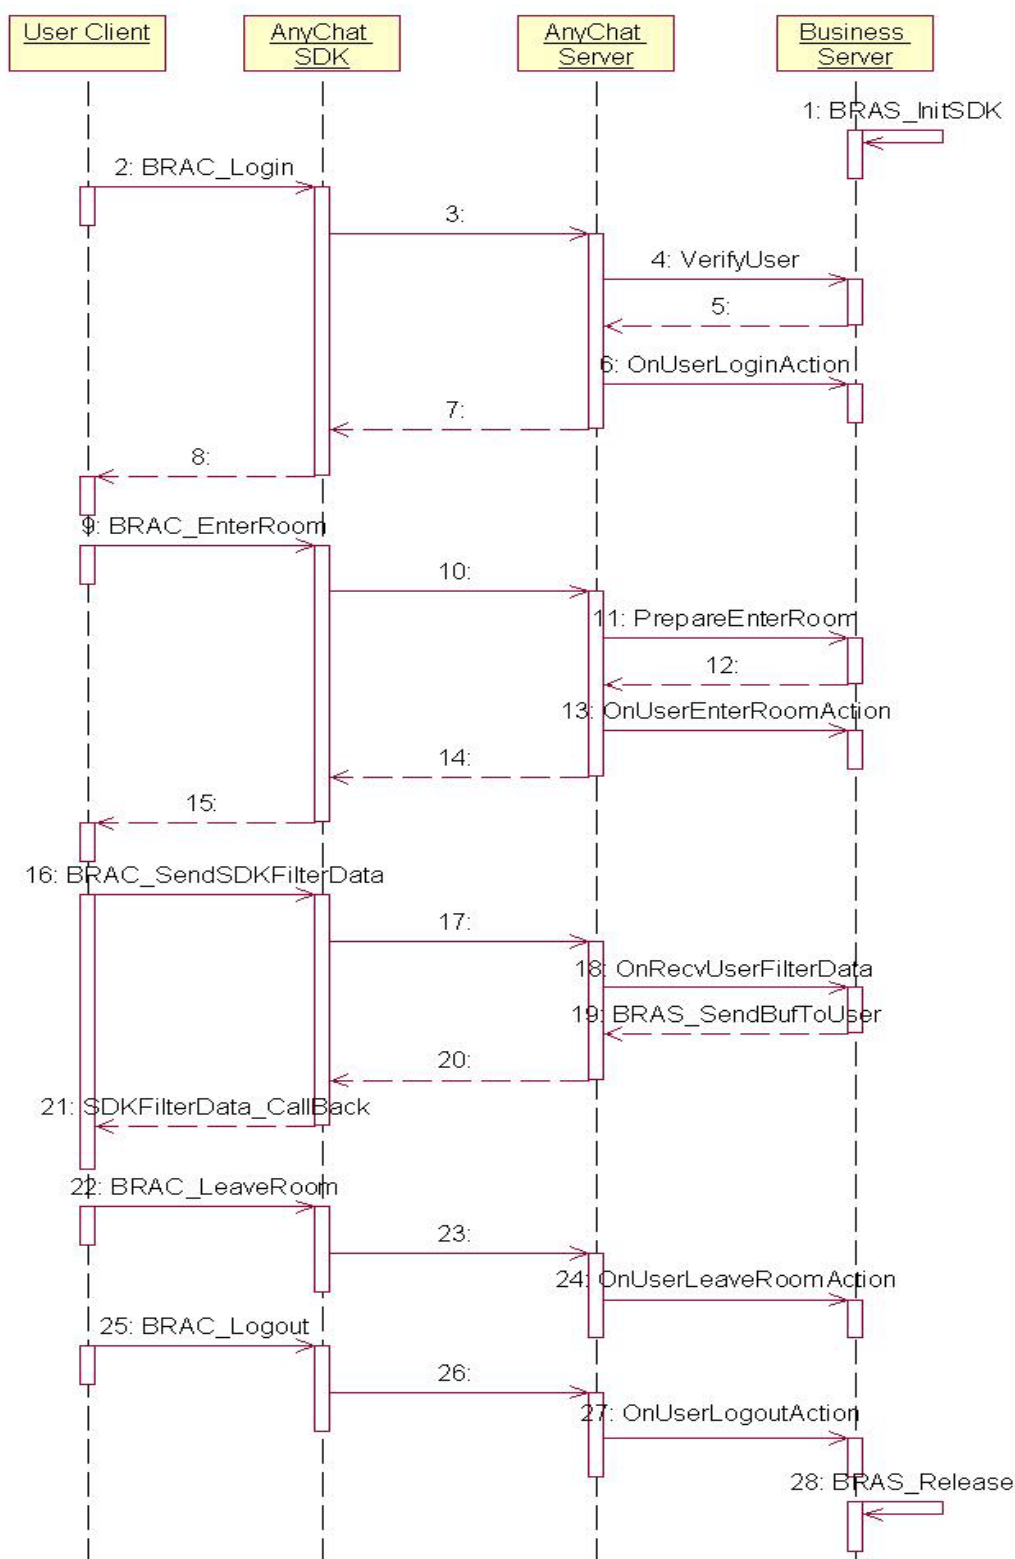 User Client
AnyChat
SDK
AnyChat
Server
Business
Server
1: BRAS_InitSDK
2: BRAC_Login
3:
4: VerifyUser
5:
6: OnUserLoginAction
7:
8:
9: BRAC_EnterRoom
10:
11: PrepareEnterRoom
12:
13: OnUserEnterRoomAction
14:
15:
16: BRAC_SendSDKFilterData
17:
18: OnRecvUserFilterData
19: BRAS_SendBufToUser
20:
21: SDKFilterData_CallBack
22: BRAC_LeaveRoom
23:
24: OnUserLeaveRoomAction
25: BRAC_Logout
26:
27: OnUserLogoutAction
28: BRAS_Release